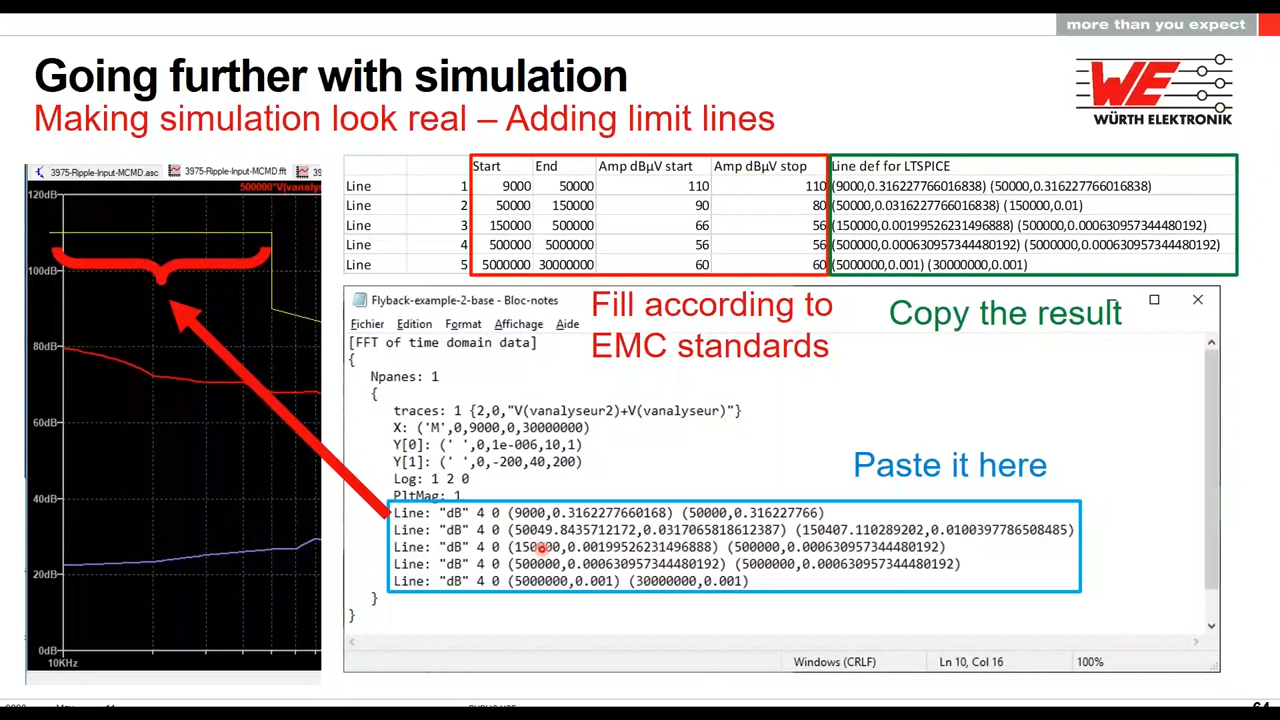 more than you expect
Going further with simulation
Making simulation look real – Adding limit lines
WE
WÜRTH ELEKTRONIK
3975-Ripple-Input-MCMD.asc 3975-Ripple-Input-MCMD.fft 39
500000*V(vanaly
120dB
100dB
80dB
60dB
40dB
20dB
0dB
10KHz
Start End Amp dBµV start Amp dBµV stop Line def for LTSPICE
Line 1 9000 50000 110 110 (9000,0.316227766016838) (50000,0.316227766016838)
Line 2 50000 150000 90 80 (50000,0.0316227766016838) (150000,0.01)
Line 3 150000 500000 66 56 (150000,0.00199526231496888) (500000,0.000630957344480192)
Line 4 500000 5000000 56 56 (500000,0.000630957344480192) (5000000,0.000630957344480192)
Line 5 5000000 30000000 60 60 (5000000,0.001) (30000000,0.001)
Flyback-example-2-base - Bloc-notes
Fichier Edition Format Affichage Aide
Fill according to
EMC standards
Copy the result
[FFT of time domain data]
{
Npanes: 1
{
traces: 1 {2,0,"V(vanalyseur2)+V(vanalyseur)"}
X: ('M',0,9000,0,30000000)
Y[0]: (' ',0,1e-006,10,1)
Y[1]: (' ',0,-200,40,200)
Log: 1 2 0
PltMag: 1
Paste it here
Line: "dB" 4 0 (9000,0.3162277660168) (50000,0.316227766)
Line: "dB" 4 0 (50049.8435712172,0.0317065818612387) (150407.110289202,0.0100397786508485)
Line: "dB" 4 0 (150000,0.00199526231496888) (500000,0.000630957344480192)
Line: "dB" 4 0 (500000,0.000630957344480192) (5000000,0.000630957344480192)
Line: "dB" 4 0 (5000000,0.001) (30000000,0.001)
}
}
Windows (CRLF) Ln 10, Col 16 100%
64